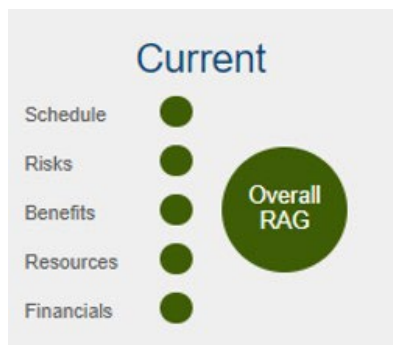 Current
Schedule
Risks
Benefits
Resources
Financials
Overall
RAG